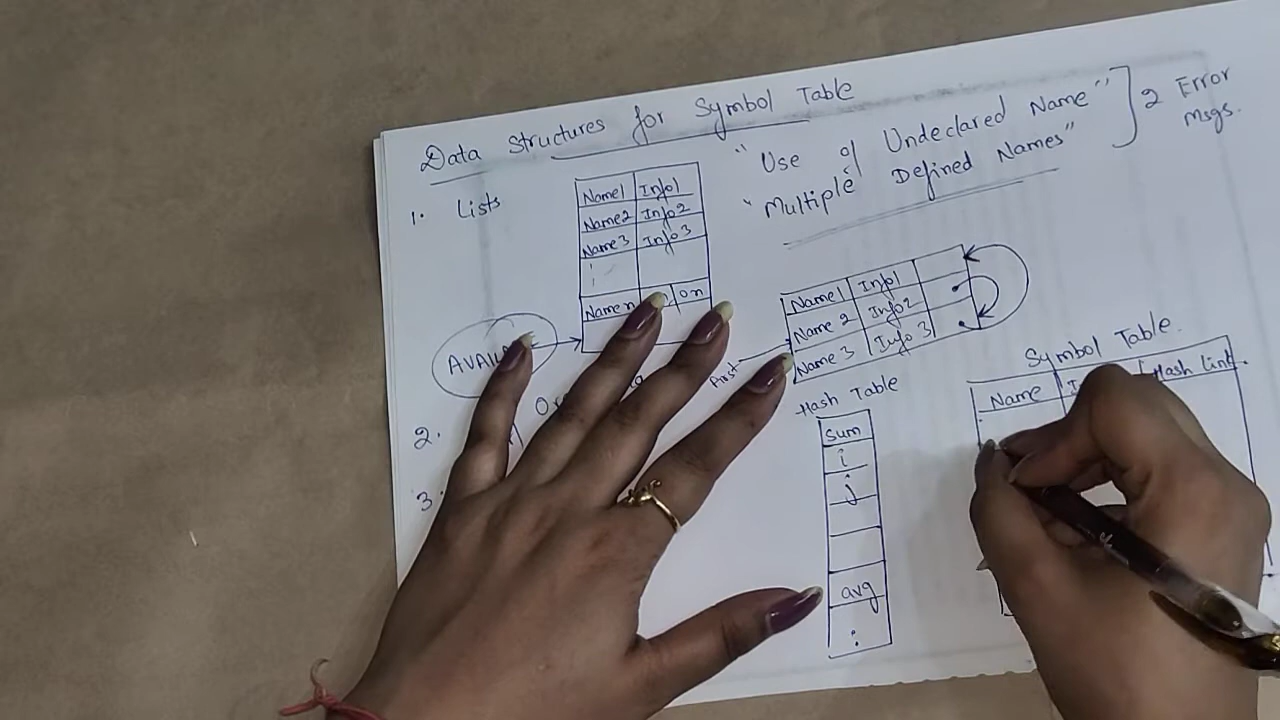 Data Structures for Symbol Table
1. Lists
Name1 Info1
Name2 Info2
Name3 Info3
Name n on
AVAIL
"Use of Undeclared Name"
"Multiple Defined Names"
2 Error
Msgs.
First
Name1 Info1
Name 2 Info2
Name 3 Info 3
2.
3.
Hash Table
Sum
i
j
avg
Symbol Table.
Name Hash link.